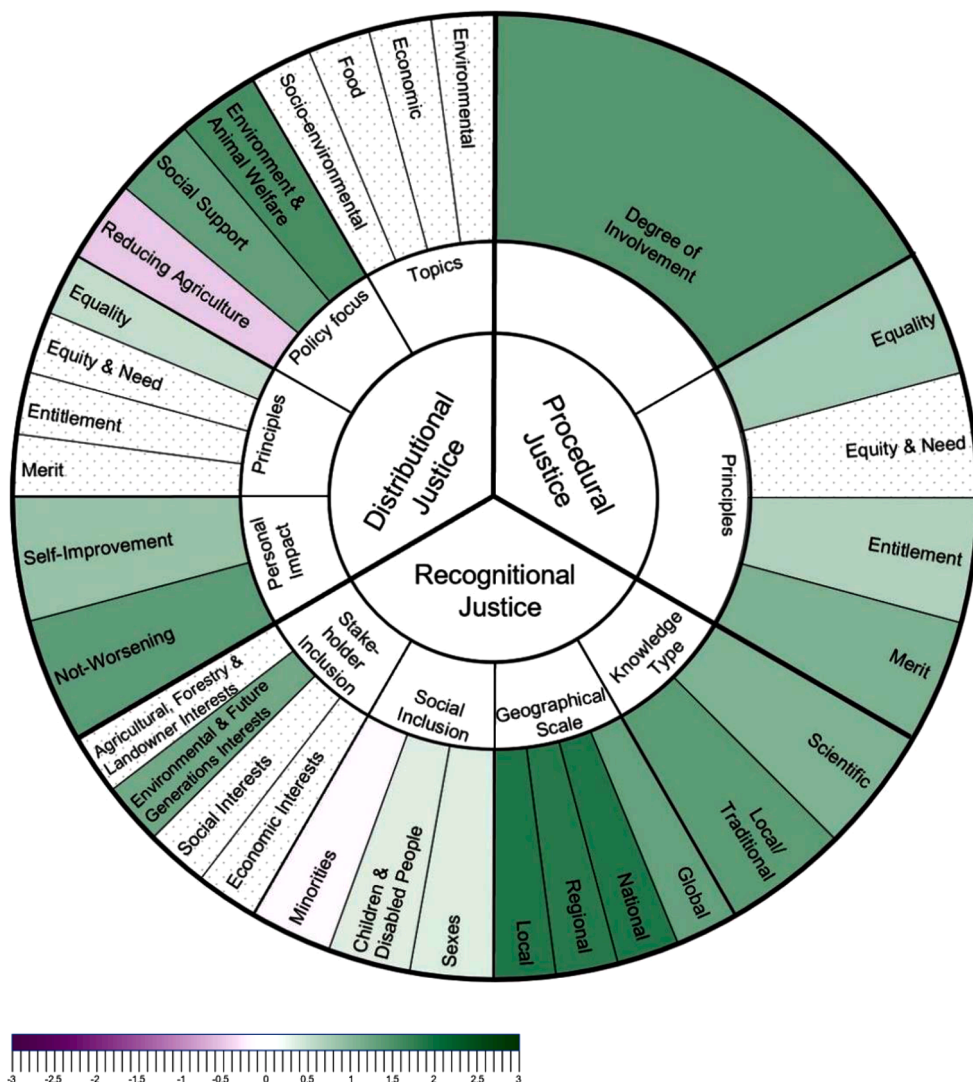 Environmental
Economic
Food
Socio-environmental
Environment &
Animal Welfare
Social Support
Reducing Agriculture
Equality
Equity & Need
Entitlement
Merit
Self-Improvement
Not-Worsening
Topics
Policy focus
Principles
Personal
Impact
Distributional
Justice
Procedural
Justice
Degree of
Involvement
Principles
Equality
Equity & Need
Entitlement
Merit
Recognitional
Justice
Stake-
holder
Inclusion
Social
Inclusion
Geographical
Scale
Knowledge
Type
Agricultural, Forestry &
Landowner Interests
Environmental & Future
Generations Interests
Social Interests
Economic Interests
Minorities
Children &
Disabled People
Sexes
Local
Regional
National
Global
Local/
Traditional
Scientific
-3 -2.5 -2 -1.5 -1 -0.5 0 0.5 1 1.5 2 2.5 3